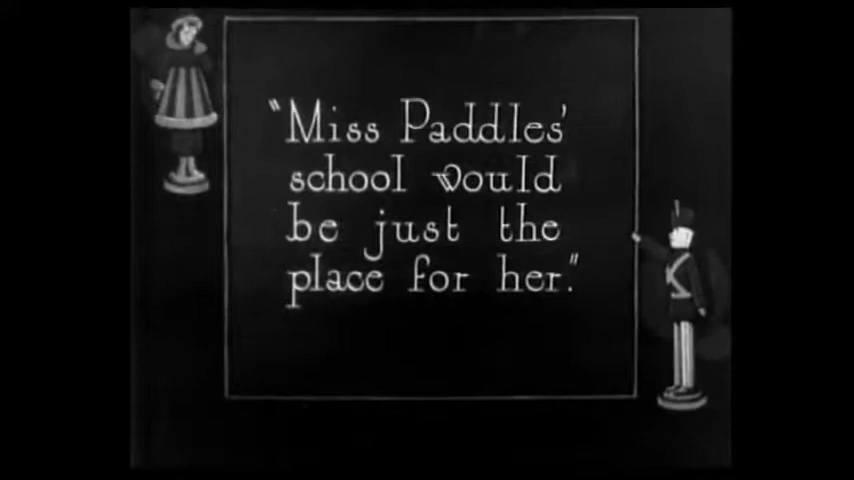 "Miss Paddles'
school would
be just the
place for her."